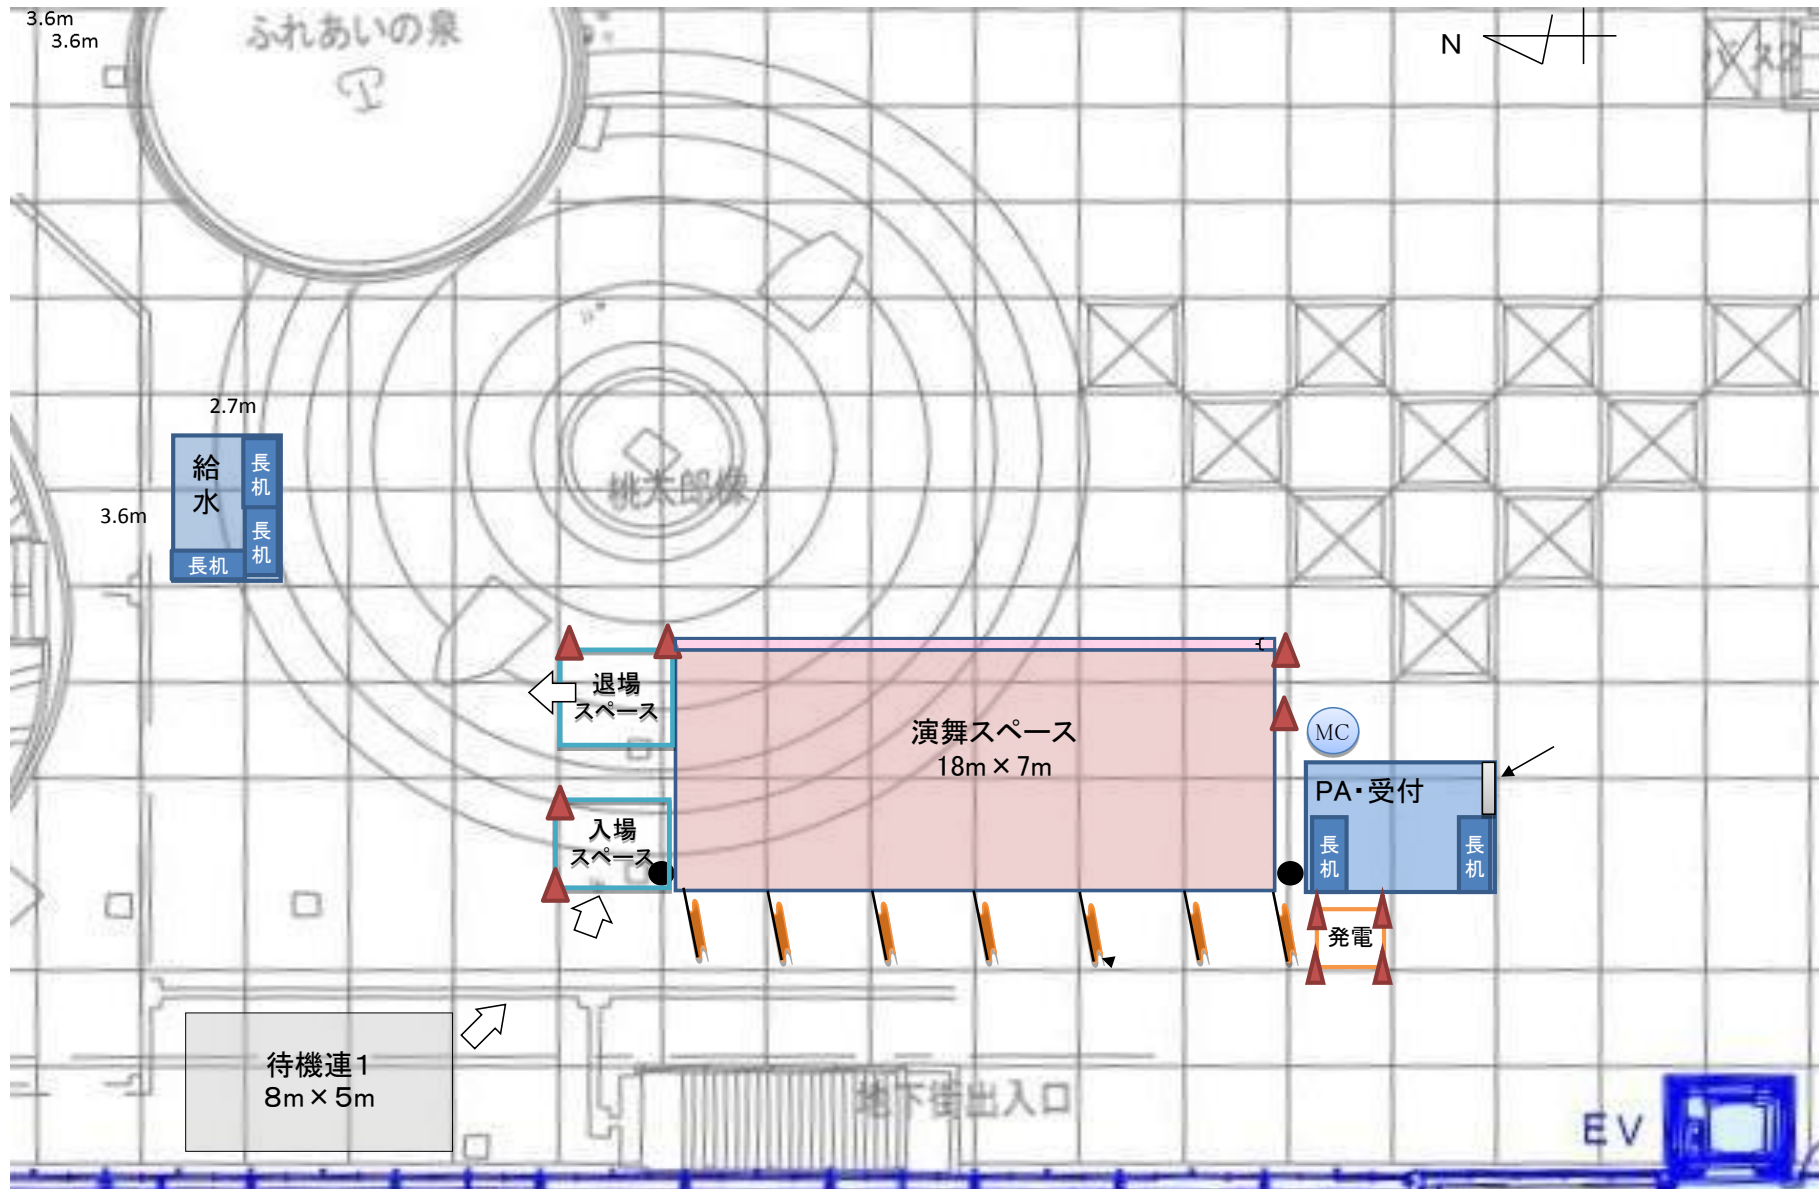 3.6m
3.6m
ふれあいの泉
N
バス2
2.7m
給水
長机
長机
長机
3.6m
桃太郎像
退場
スペース
演舞スペース
18m×7m
MC
PA・受付
長机
長机
入場
スペース
発電
待機連1
8m×5m
地下街出入口
EV